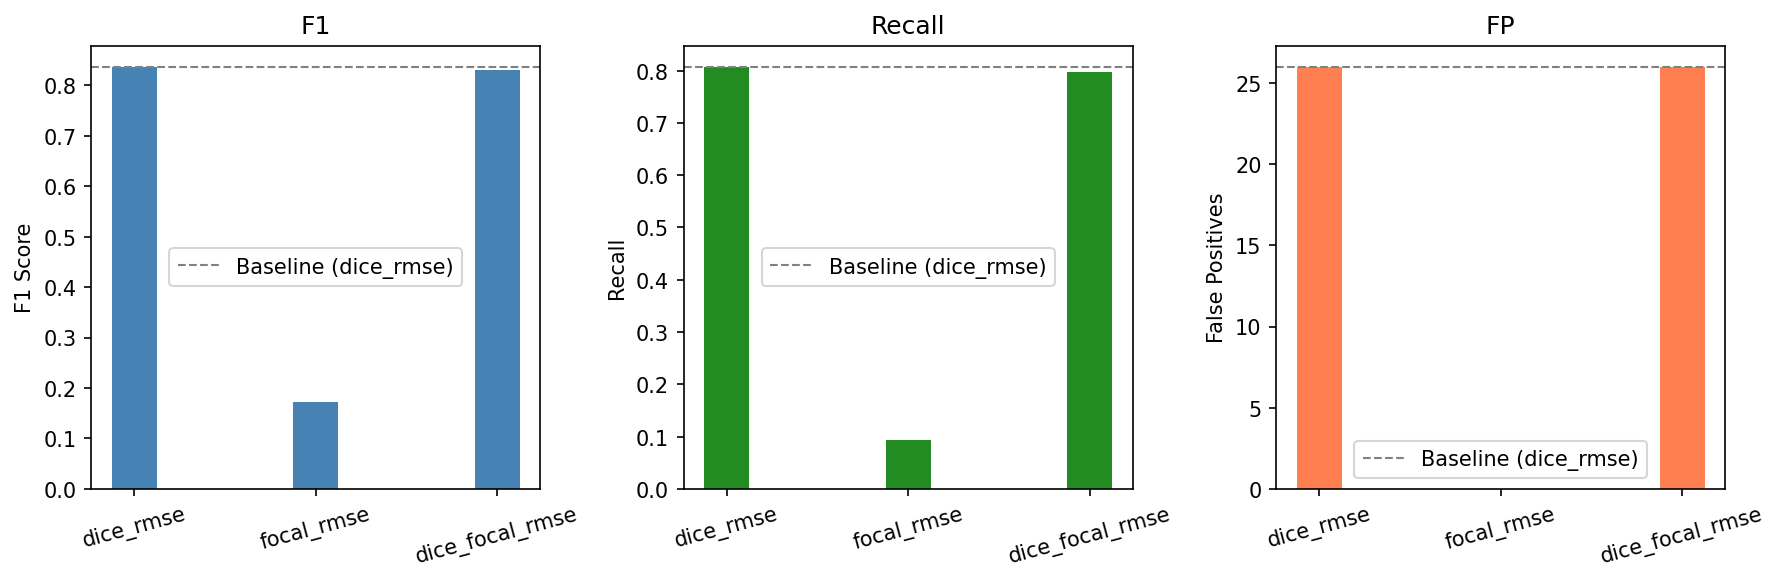 F1
F1 Score
0.8
0.7
0.6
0.5
0.4
0.3
0.2
0.1
0.0
Baseline (dice_rmse)
dice_rmse
focal_rmse
dice_focal_rmse
Recall
Recall
0.8
0.7
0.6
0.5
0.4
0.3
0.2
0.1
0.0
Baseline (dice_rmse)
dice_rmse
focal_rmse
dice_focal_rmse
FP
False Positives
25
20
15
10
5
0
Baseline (dice_rmse)
dice_rmse
focal_rmse
dice_focal_rmse